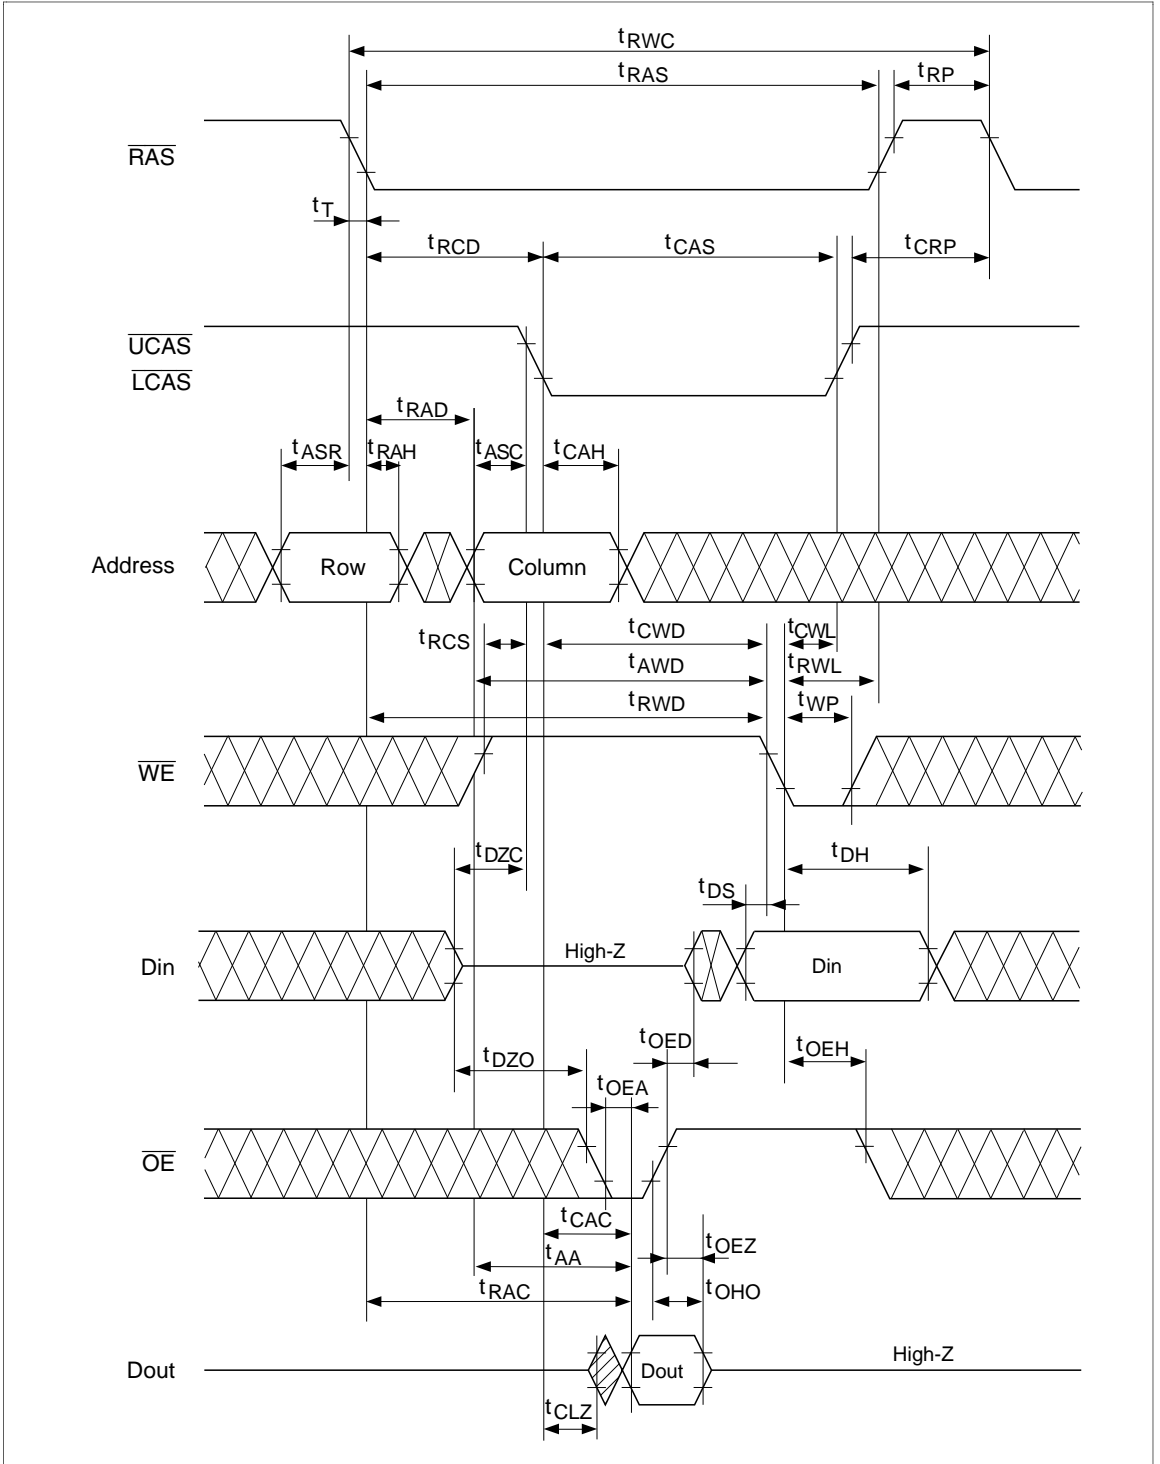 tRWC
tRAS
tRP
RAS
tT
tRCD
tCAS
tCRP
UCAS
LCAS
tRAD
tASR
tRAH
tASC
tCAH
Address
Row
Column
tRCS
tCWD
tCWL
tAWD
tRWL
tRWD
tWP
WE
tDZC
tDH
tDS
Din
High-Z
Din
tOED
tDZO
tOEH
tOEA
OE
tCAC
tOEZ
tAA
tRAC
tOHO
Dout
Dout
High-Z
tCLZ